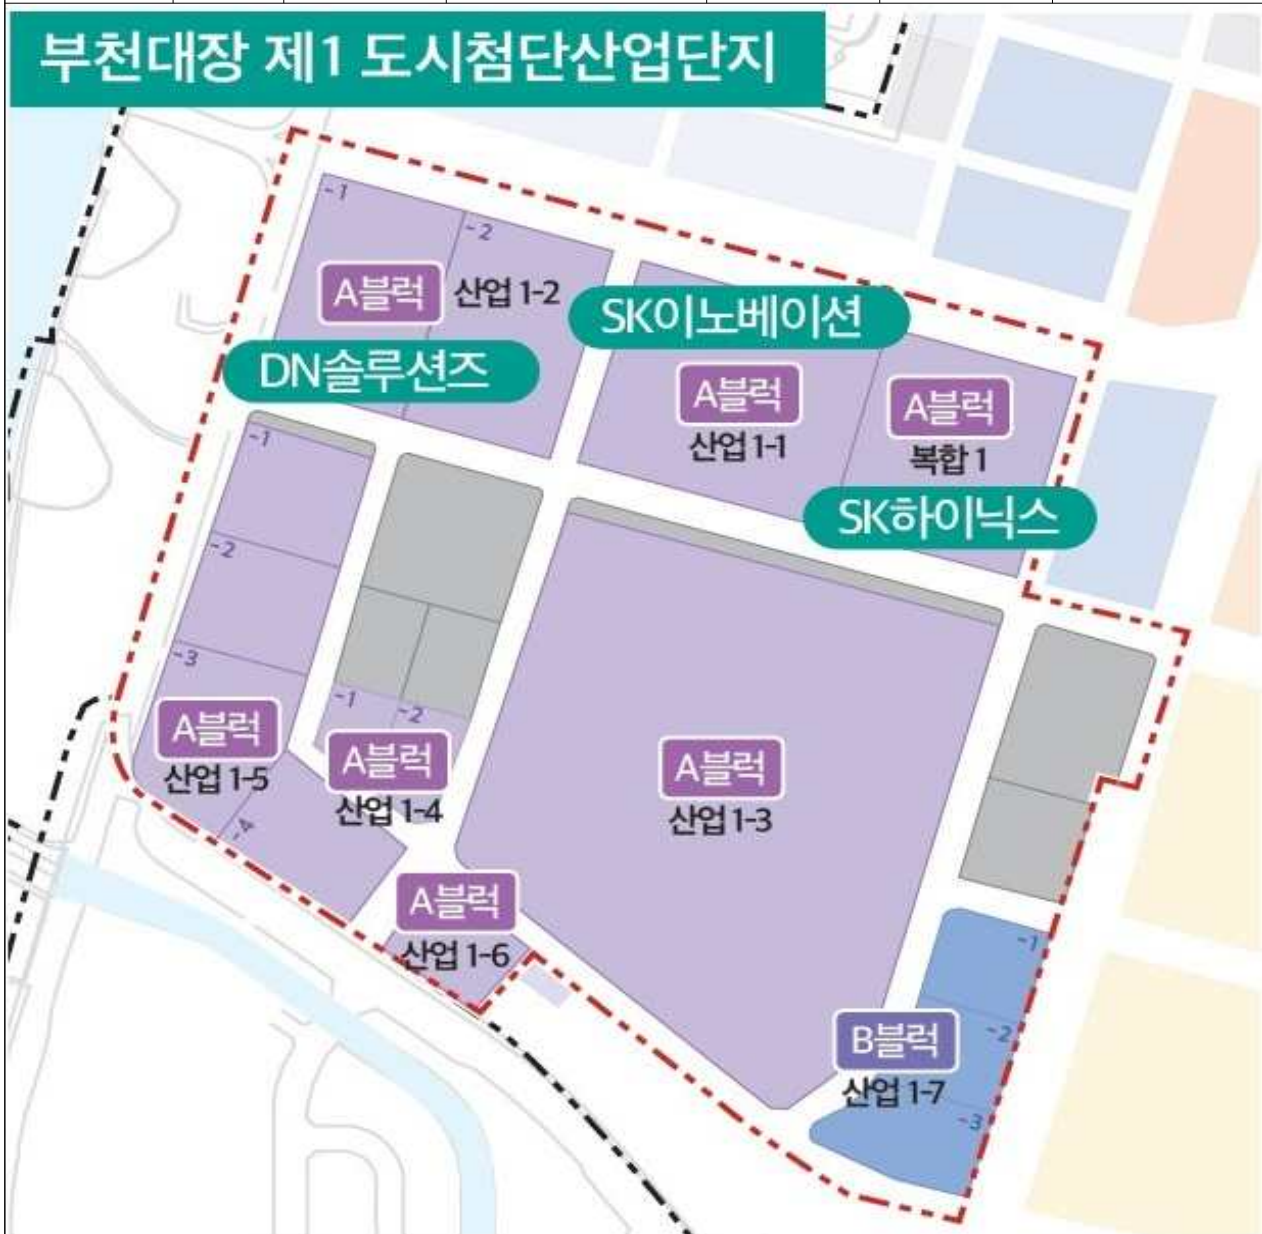 부천대장 제1 도시첨단산업단지
-1
-2
A블럭 산업 1-2
SK이노베이션
DN솔루션즈
A블럭
산업 1-1
A블럭
복합 1
SK하이닉스
-1
-2
-3
A블럭
산업 1-5
-4
-1
-2
A블럭
산업 1-4
A블럭
산업 1-3
A블럭
산업 1-6
-1
-2
B블럭
산업 1-7
-3